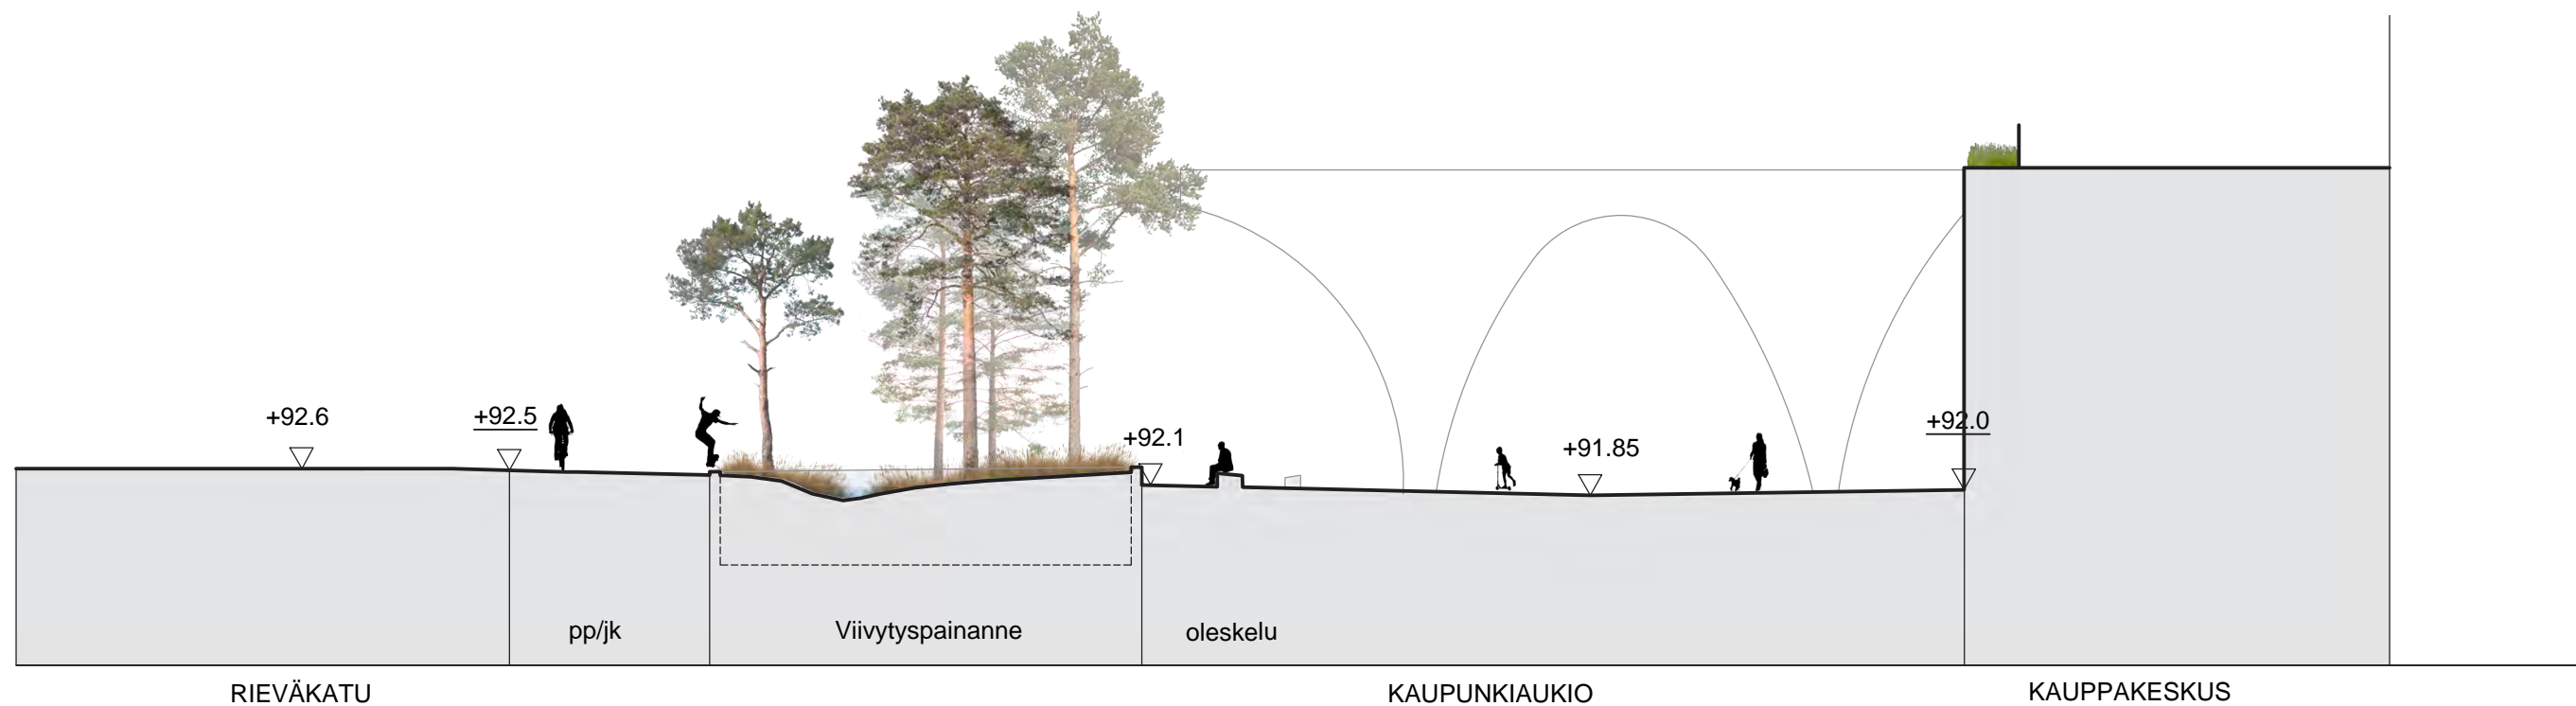 +92.6
+92.5
+92.1
+91.85
+92.0
pp/jk
Viivytyspainanne
oleskelu
RIEVÄKATU
KAUPUNKIAUKIO
KAUPPAKESKUS